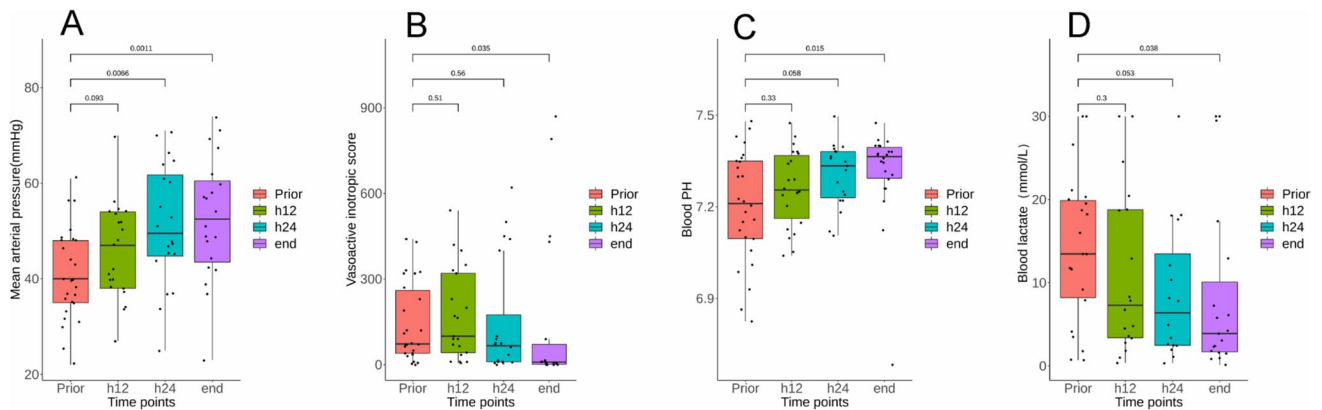 A
Mean arterial pressure(mmHg)
80
60
40
20
0.0011
0.0066
0.093
Prior
h12
h24
end
Time points
Prior
h12
h24
end
B
Vasoactive inotropic score
900
600
300
0
0.035
0.56
0.51
Prior
h12
h24
end
Time points
Prior
h12
h24
end
C
Blood PH
7.5
7.2
6.9
0.015
0.058
0.33
Prior
h12
h24
end
Time points
Prior
h12
h24
end
D
Blood lactate（mmol/L）
30
20
10
0
0.038
0.053
0.3
Prior
h12
h24
end
Time points
Prior
h12
h24
end